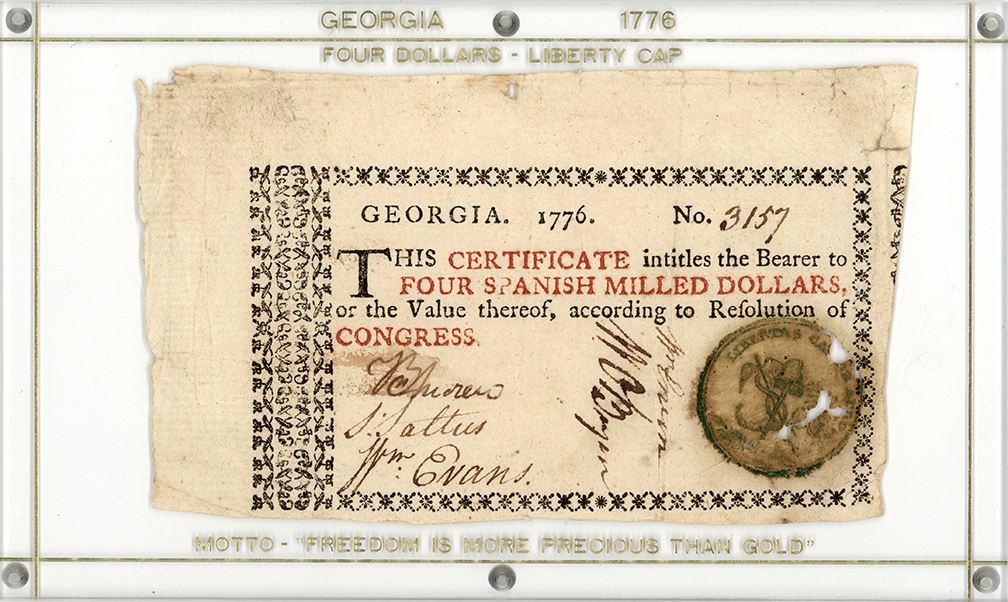 GEORGIA 1776
FOUR DOLLARS - LIBERTY CAP
GEORGIA. 1776. No. 3157
THIS CERTIFICATE intitles the Bearer to
FOUR SPANISH MILLED DOLLARS,
or the Value thereof, according to Resolution of
CONGRESS.
S. Saltus
Wm. Evans.
LIBERTAS
MOTTO - "FREEDOM IS MORE PRECIOUS THAN GOLD"